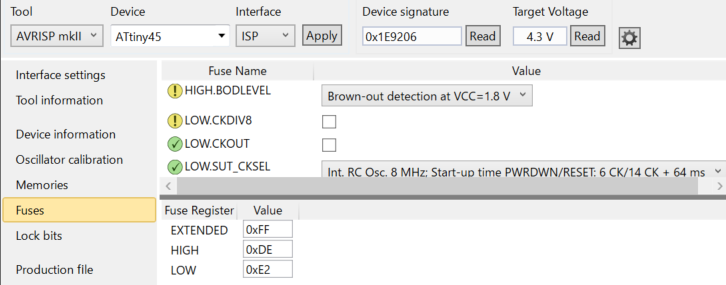 Tool Device Interface Device signature Target Voltage
AVRISP mkII ATtiny45 ISP Apply 0x1E9206 Read 4.3 V Read
Interface settings
Tool information
Device information
Oscillator calibration
Memories
Fuses
Lock bits
Production file
Fuse Name Value
HIGH.BODLEVEL Brown-out detection at VCC=1.8 V
LOW.CKDIV8
LOW.CKOUT
LOW.SUT_CKSEL Int. RC Osc. 8 MHz; Start-up time PWRDWN/RESET: 6 CK/14 CK + 64 ms
Fuse Register Value
EXTENDED 0xFF
HIGH 0xDE
LOW 0xE2